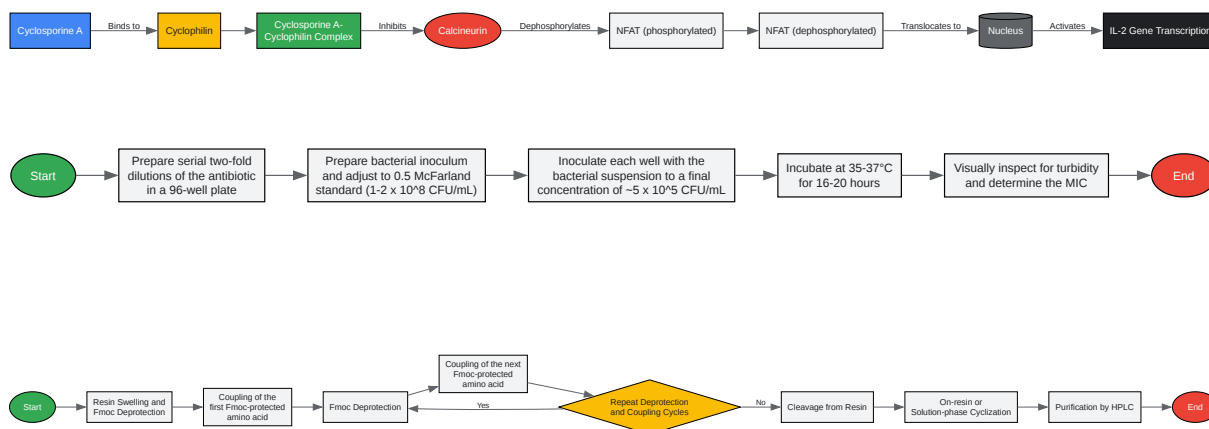 Cyclosporine A
Binds to
Cyclophilin
Cyclosporine A-
Cyclophilin Complex
Inhibits
Calcineurin
Dephosphorylates
NFAT (phosphorylated)
NFAT (dephosphorylated)
Translocates to
Nucleus
Activates
IL-2 Gene Transcription
Start
Prepare serial two-fold
dilutions of the antibiotic
in a 96-well plate
Prepare bacterial inoculum
and adjust to 0.5 McFarland
standard (1-2 x 10^8 CFU/mL)
Inoculate each well with the
bacterial suspension to a final
concentration of ~5 x 10^5 CFU/mL
Incubate at 35-37°C
for 16-20 hours
Visually inspect for turbidity
and determine the MIC
End
Start
Resin Swelling and
Fmoc Deprotection
Coupling of the
first Fmoc-protected
amino acid
Fmoc Deprotection
Coupling of the next
Fmoc-protected
amino acid
Yes
Repeat Deprotection
and Coupling Cycles
No
Cleavage from Resin
On-resin or
Solution-phase Cyclization
Purification by HPLC
End